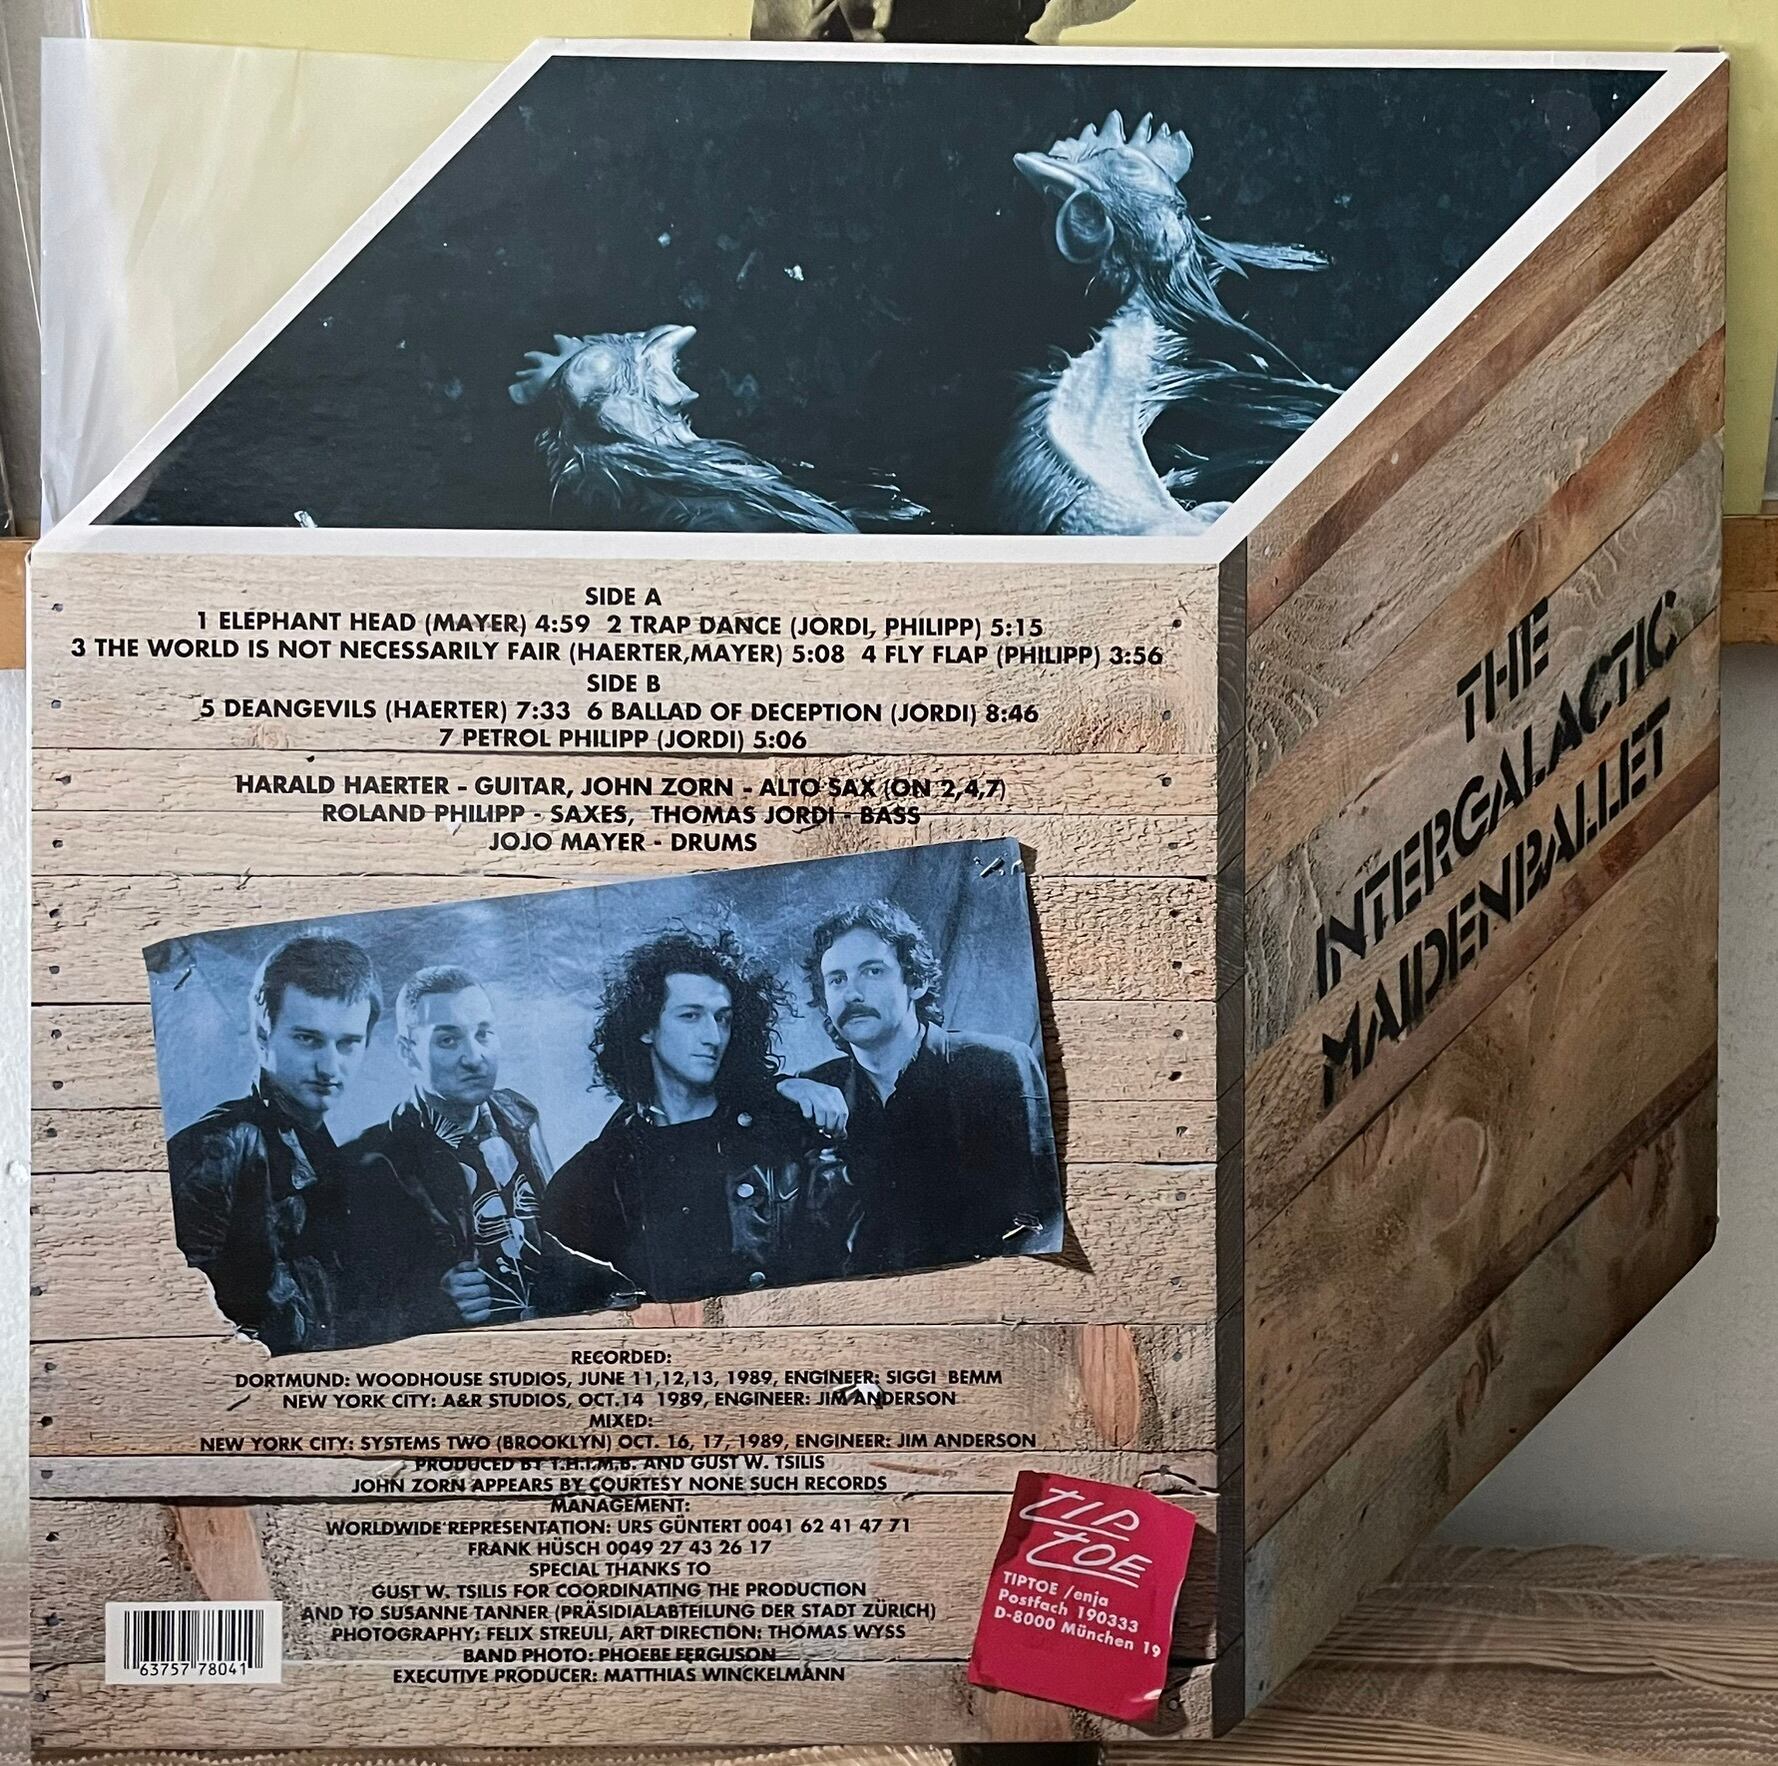 SIDE A
1 ELEPHANT HEAD (MAYER) 4:59 2 TRAP DANCE (JORDI, PHILIPP) 5:15
3 THE WORLD IS NOT NECESSARILY FAIR (HAERTER,MAYER) 5:08 4 FLY FLAP (PHILIPP) 3:56
SIDE B
5 DEANGEVILS (HAERTER) 7:33 6 BALLAD OF DECEPTION (JORDI) 8:46
7 PETROL PHILIPP (JORDI) 5:06
HARALD HAERTER - GUITAR, JOHN ZORN - ALTO SAX (ON 2,4,7)
ROLAND PHILIPP - SAXES, THOMAS JORDI - BASS
JOJO MAYER - DRUMS
RECORDED:
DORTMUND: WOODHOUSE STUDIOS, JUNE 11,12,13, 1989, ENGINEER: SIGGI BEMM
NEW YORK CITY: A&R STUDIOS, OCT.14 1989, ENGINEER: JIM ANDERSON
MIXED:
NEW YORK CITY: SYSTEMS TWO (BROOKLYN) OCT. 16, 17, 1989, ENGINEER: JIM ANDERSON
PRODUCED BY T.H.I.M.B. AND GUST W. TSILIS
JOHN ZORN APPEARS BY COURTESY NONE SUCH RECORDS
MANAGEMENT:
WORLDWIDE REPRESENTATION: URS GÜNTERT 0041 62 41 47 71
FRANK HÜSCH 0049 27 43 26 17
SPECIAL THANKS TO
GUST W. TSILIS FOR COORDINATING THE PRODUCTION
AND TO SUSANNE TANNER (PRÄSIDIALABTEILUNG DER STADT ZÜRICH)
PHOTOGRAPHY: FELIX STREULI, ART DIRECTION: THOMAS WYSS
BAND PHOTO: PHOEBE FERGUSON
EXECUTIVE PRODUCER: MATTHIAS WINCKELMANN
63757 78041
TIP
TOE
TIPTOE /enja
Postfach 190333
D-8000 München 19
THE
INTERGALACTIC
MAIDENBALLET